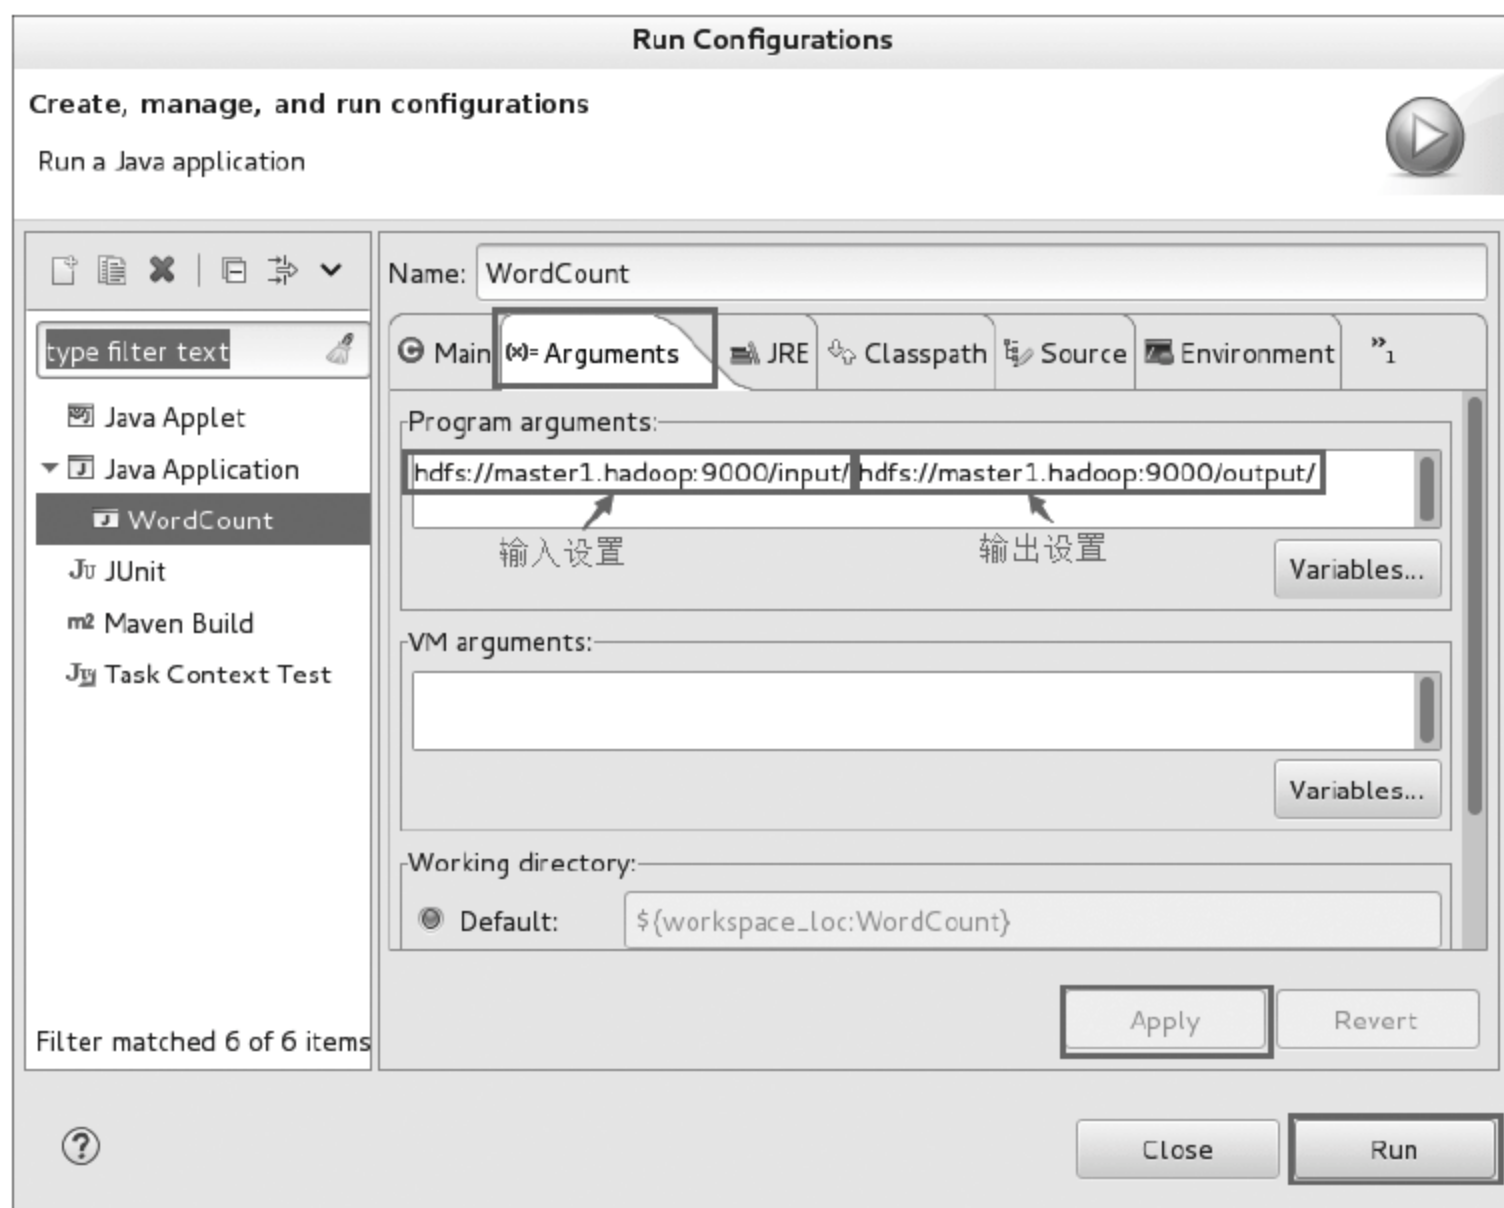 Run Configurations
Create, manage, and run configurations
Run a Java application
type filter text
Java Applet
Java Application
WordCount
JUnit
Maven Build
Task Context Test
Filter matched 6 of 6 items
Name: WordCount
Main (x)= Arguments JRE Classpath Source Environment »1
Program arguments:
hdfs://master1.hadoop:9000/input/ hdfs://master1.hadoop:9000/output/
输入设置 输出设置
Variables...
VM arguments:
Variables...
Working directory:
Default: ${workspace_loc:WordCount}
Apply Revert
Close Run